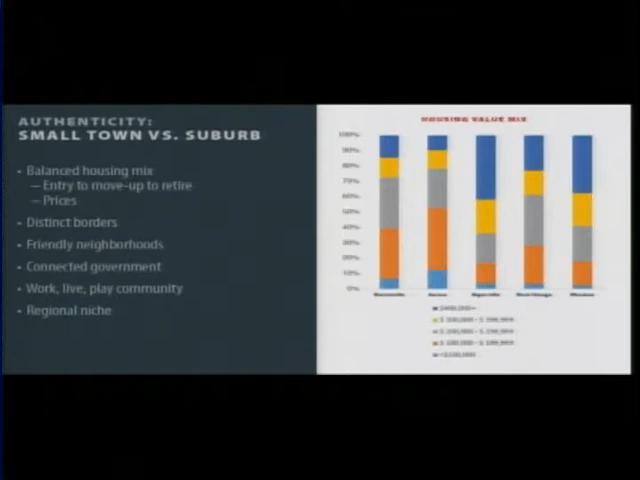 AUTHENTICITY:
SMALL TOWN VS. SUBURB
• Balanced housing mix
– Entry to move-up to retire
– Prices
• Distinct borders
• Friendly neighborhoods
• Connected government
• Work, live, play community
• Regional niche
HOUSING VALUE MIX
100%
90%
80%
70%
60%
50%
40%
30%
20%
10%
0%